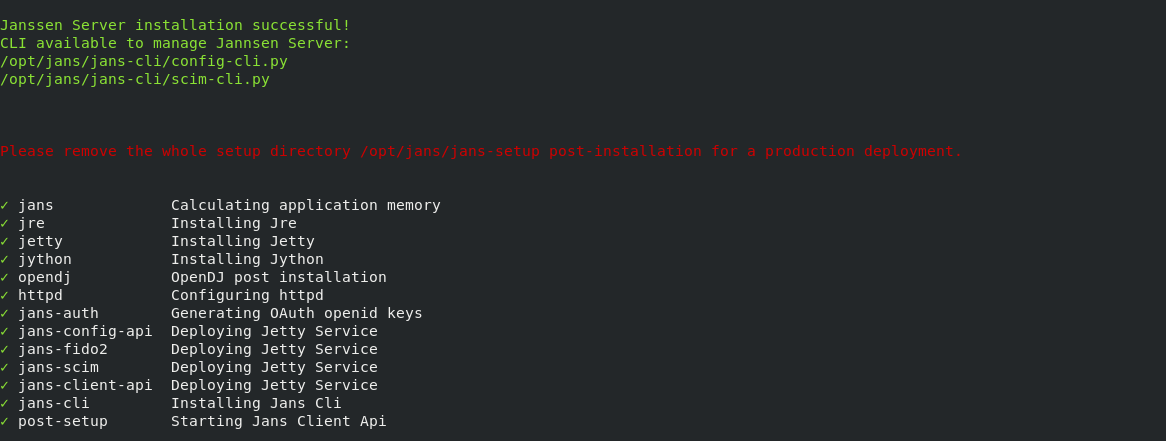 Janssen Server installation successful!
CLI available to manage Jannsen Server:
/opt/jans/jans-cli/config-cli.py
/opt/jans/jans-cli/scim-cli.py
Please remove the whole setup directory /opt/jans/jans-setup post-installation for a production deployment.
✓ jans             Calculating application memory
✓ jre              Installing Jre
✓ jetty            Installing Jetty
✓ jython           Installing Jython
✓ opendj           OpenDJ post installation
✓ httpd            Configuring httpd
✓ jans-auth        Generating OAuth openid keys
✓ jans-config-api  Deploying Jetty Service
✓ jans-fido2       Deploying Jetty Service
✓ jans-scim        Deploying Jetty Service
✓ jans-client-api  Deploying Jetty Service
✓ jans-cli         Installing Jans Cli
✓ post-setup       Starting Jans Client Api